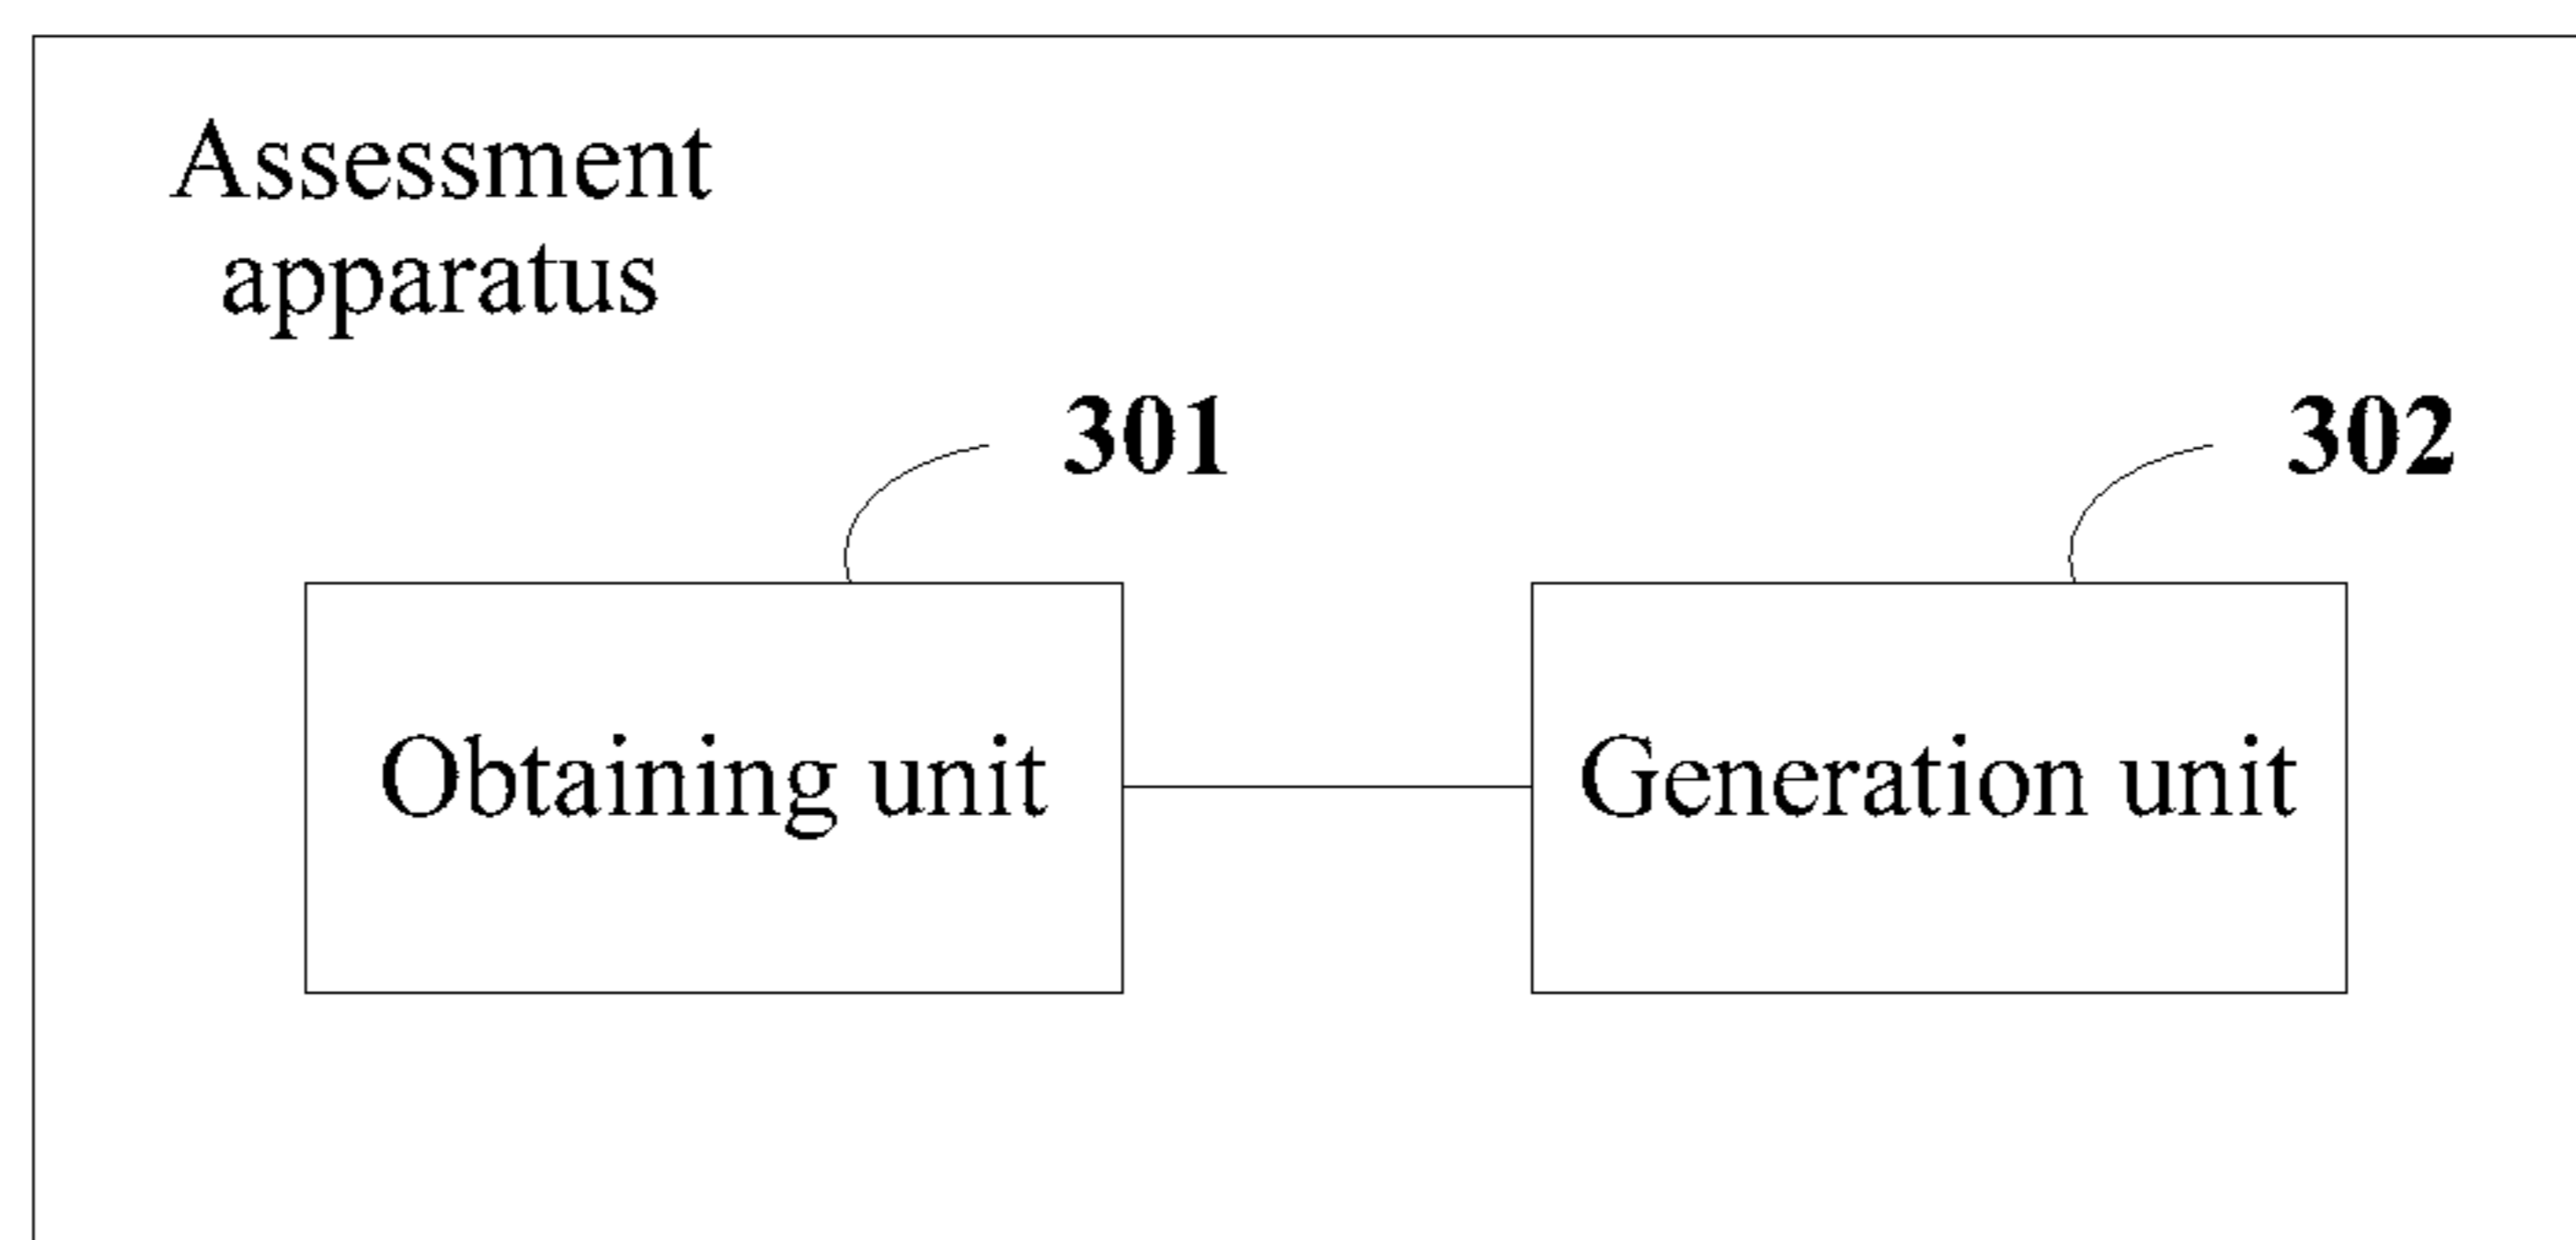 Assessment
apparatus
301
302
Obtaining unit
Generation unit